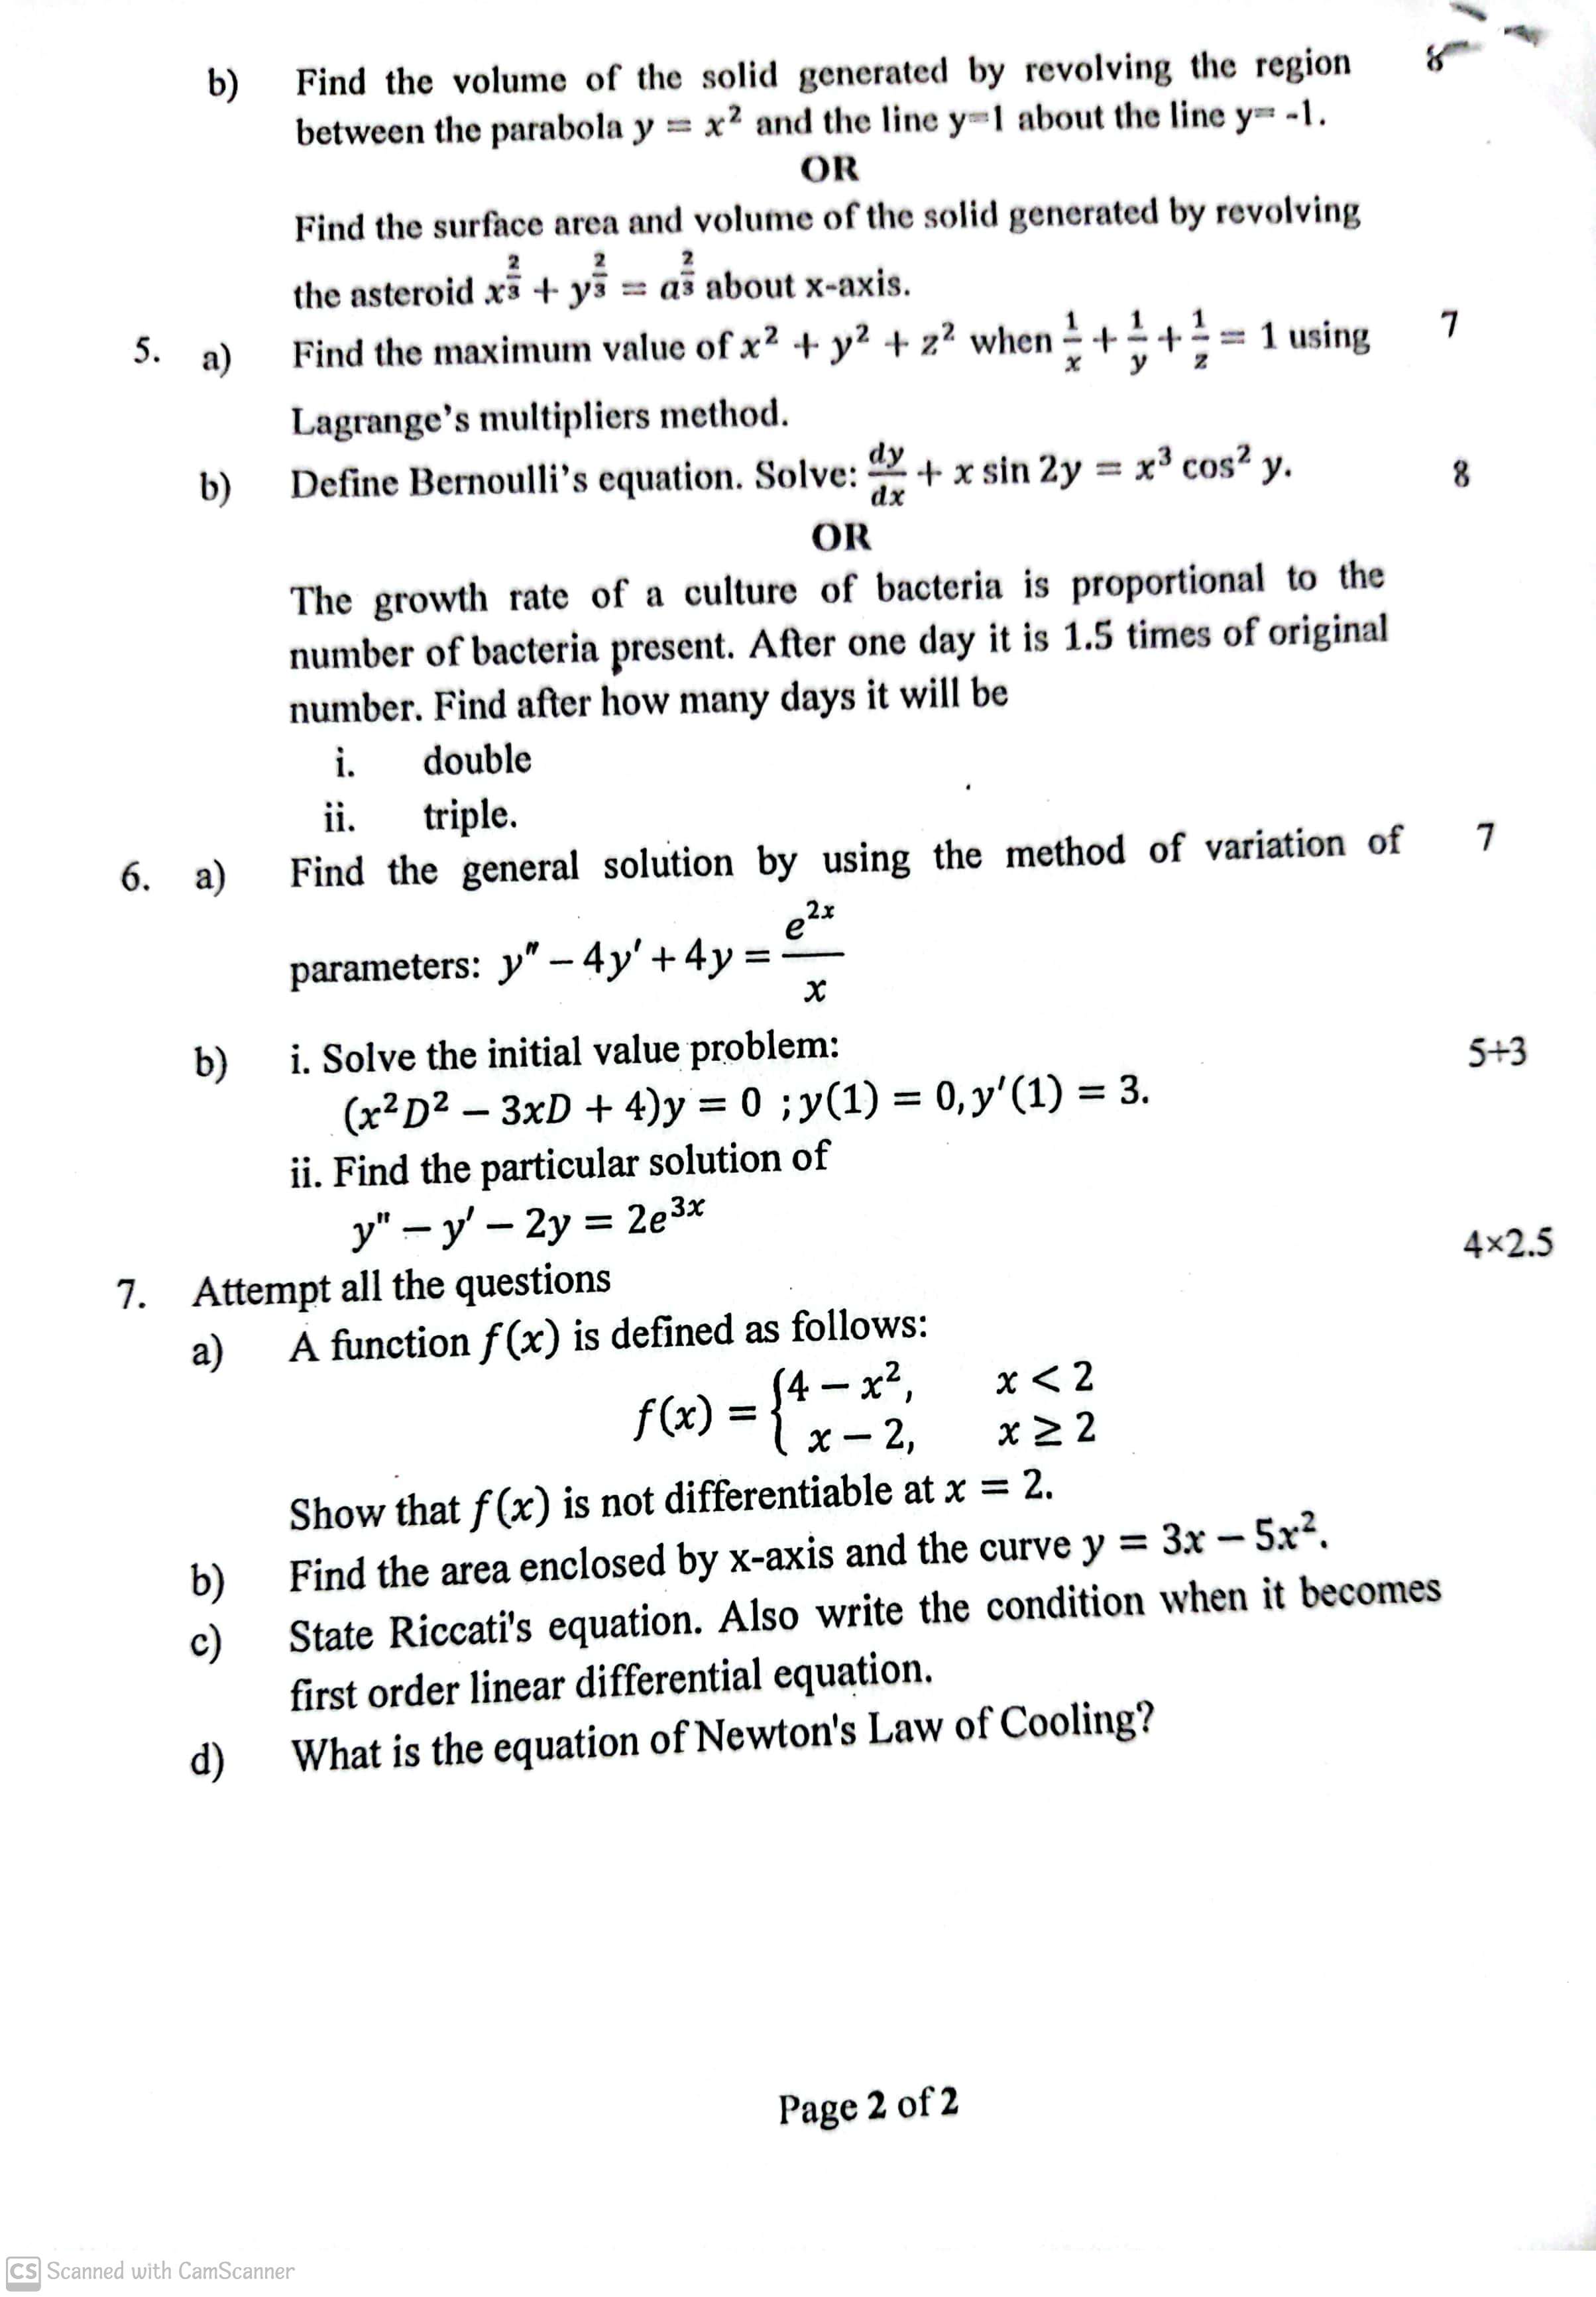 b) Find the volume of the solid generated by revolving the region 8
between the parabola y = x² and the line y=1 about the line y= -1.
OR
Find the surface area and volume of the solid generated by revolving
the asteroid x^(2/3) + y^(2/3) = a^(2/3) about x-axis.
5. a) Find the maximum value of x² + y² + z² when 1/x + 1/y + 1/z = 1 using 7
Lagrange's multipliers method.
b) Define Bernoulli's equation. Solve: dy/dx + x sin 2y = x³ cos² y. 8
OR
The growth rate of a culture of bacteria is proportional to the
number of bacteria present. After one day it is 1.5 times of original
number. Find after how many days it will be
i. double
ii. triple.
6. a) Find the general solution by using the method of variation of 7
parameters: y″ − 4y′ + 4y = e^(2x)/x
b) i. Solve the initial value problem: 5+3
(x²D² − 3xD + 4)y = 0 ; y(1) = 0, y′(1) = 3.
ii. Find the particular solution of
y" − y′ − 2y = 2e^(3x)
4×2.5
7. Attempt all the questions
a) A function f(x) is defined as follows:
f(x) = { 4 − x², x < 2
x − 2, x ≥ 2
Show that f(x) is not differentiable at x = 2.
b) Find the area enclosed by x-axis and the curve y = 3x − 5x².
c) State Riccati's equation. Also write the condition when it becomes
first order linear differential equation.
d) What is the equation of Newton's Law of Cooling?
Page 2 of 2
CS Scanned with CamScanner